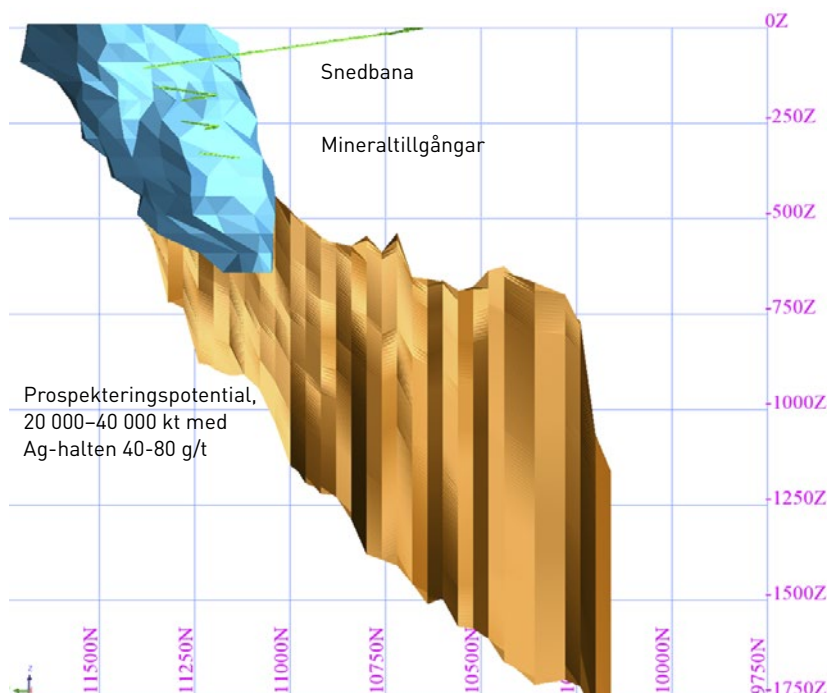 0Z
Snedbana
-250Z
Mineraltillgångar
-500Z
-750Z
Prospekteringspotential,
20 000–40 000 kt med
Ag-halten 40-80 g/t
-1000Z
-1250Z
-1500Z
11500N
11250N
11000N
10750N
10500N
10000N
9750N
-1750Z
z